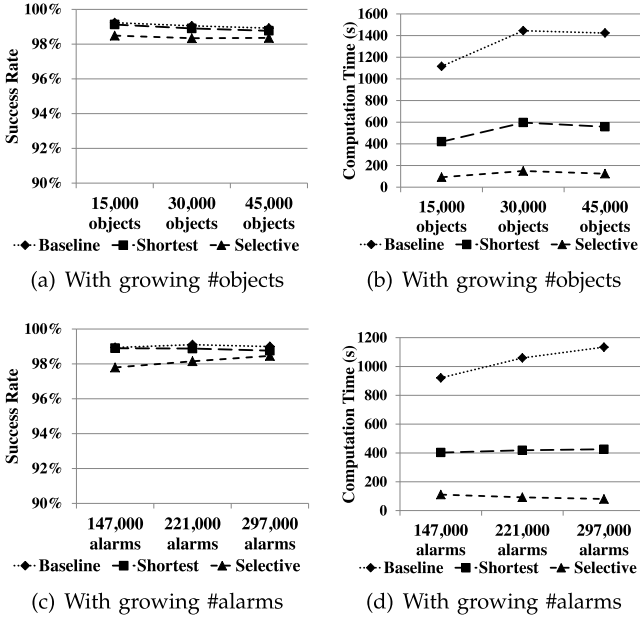 100%
98%
96%
94%
92%
90%
Success Rate
15,000 objects
30,000 objects
45,000 objects
Baseline Shortest Selective
(a) With growing #objects
1600
1400
1200
1000
800
600
400
200
0
Computation Time (s)
15,000 objects
30,000 objects
45,000 objects
Baseline Shortest Selective
(b) With growing #objects
100%
98%
96%
94%
92%
90%
Success Rate
147,000 alarms
221,000 alarms
297,000 alarms
Baseline Shortest Selective
(c) With growing #alarms
1200
1000
800
600
400
200
0
Computation Time (s)
147,000 alarms
221,000 alarms
297,000 alarms
Baseline Shortest Selective
(d) With growing #alarms